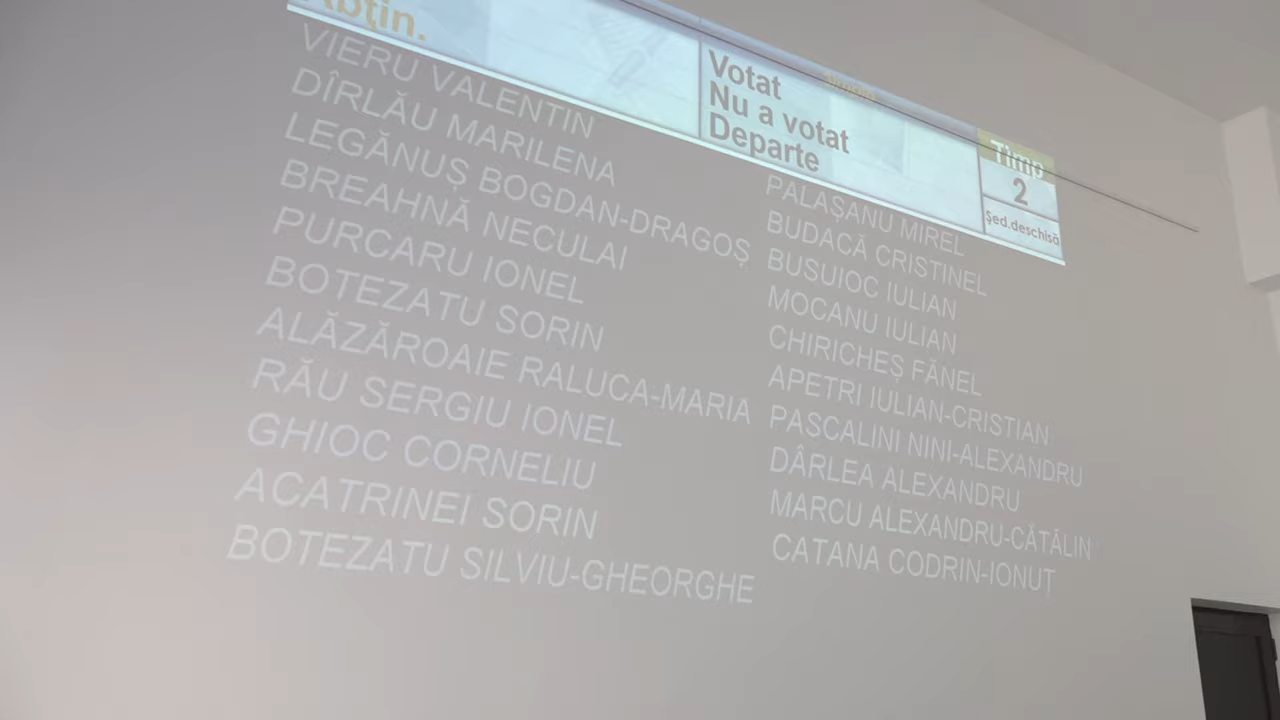 Abțin.
Votat
Nu a votat
Departe
Timp
2
Șed.deschisă
VIERU VALENTIN
DÎRLĂU MARILENA
LEGĂNUȘ BOGDAN-DRAGOȘ
BREAHNĂ NECULAI
PURCARU IONEL
BOTEZATU SORIN
ALĂZĂROAIE RALUCA-MARIA
RĂU SERGIU IONEL
GHIOC CORNELIU
ACATRINEI SORIN
BOTEZATU SILVIU-GHEORGHE
PALAȘANU MIREL
BUDACĂ CRISTINEL
BUSUIOC IULIAN
MOCANU IULIAN
CHIRICHEȘ FĂNEL
APETRI IULIAN-CRISTIAN
PASCALINI NINI-ALEXANDRU
DÂRLEA ALEXANDRU
MARCU ALEXANDRU-CĂTĂLIN
CATANA CODRIN-IONUȚ